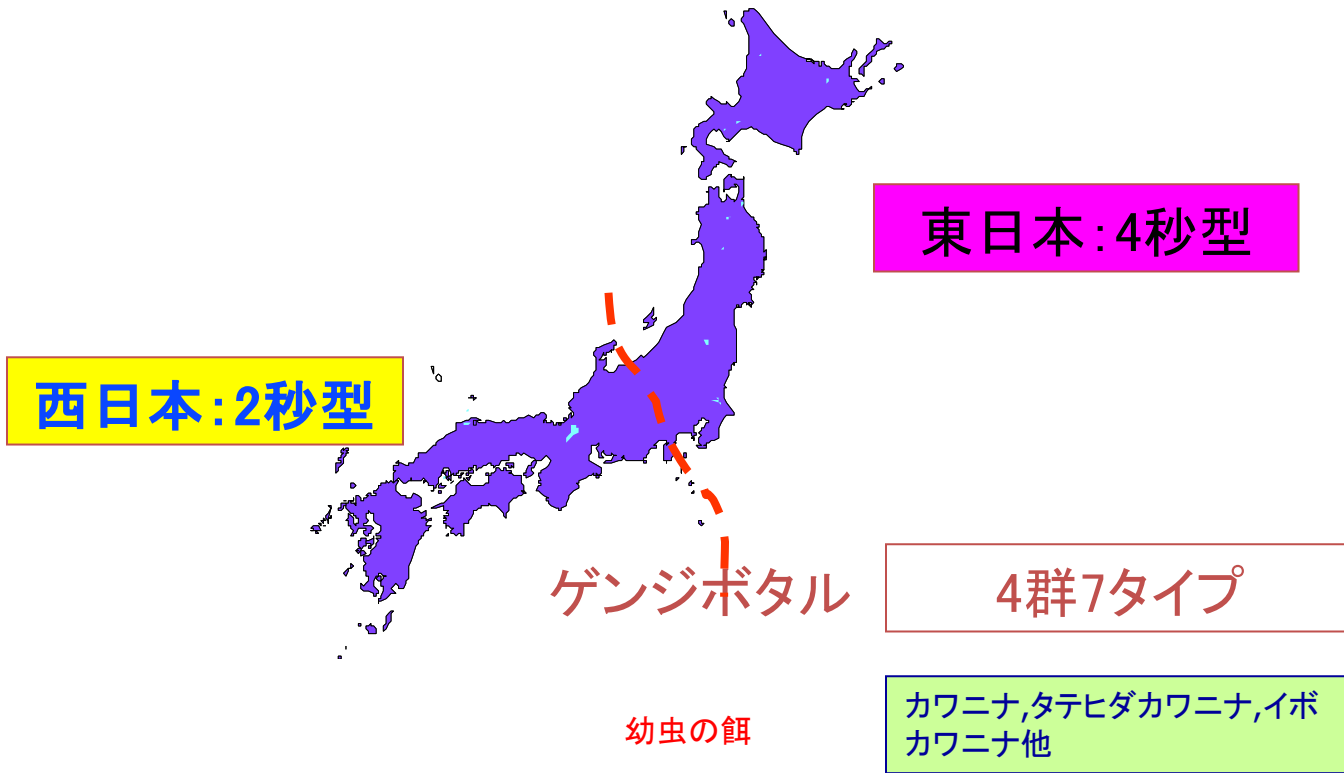 東日本:4秒型
西日本:2秒型
ゲンジボタル
4群7タイプ
幼虫の餌
カワニナ,タテヒダカワニナ,イボ
カワニナ他